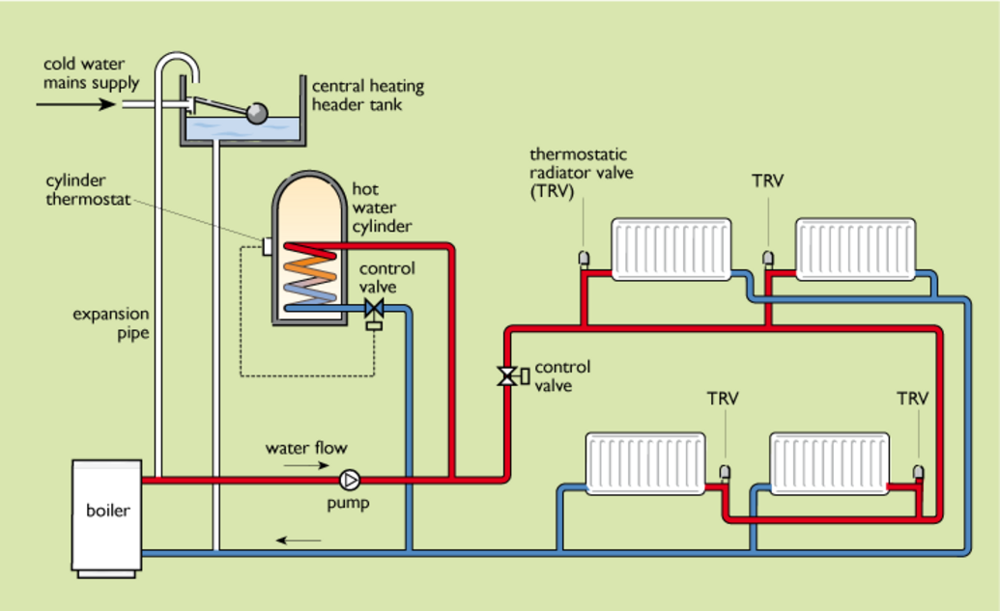 cold water
mains supply
central heating
header tank
cylinder
thermostat
hot
water
cylinder
thermostatic
radiator valve
(TRV)
TRV
control
valve
expansion
pipe
control
valve
TRV
TRV
water flow
pump
boiler